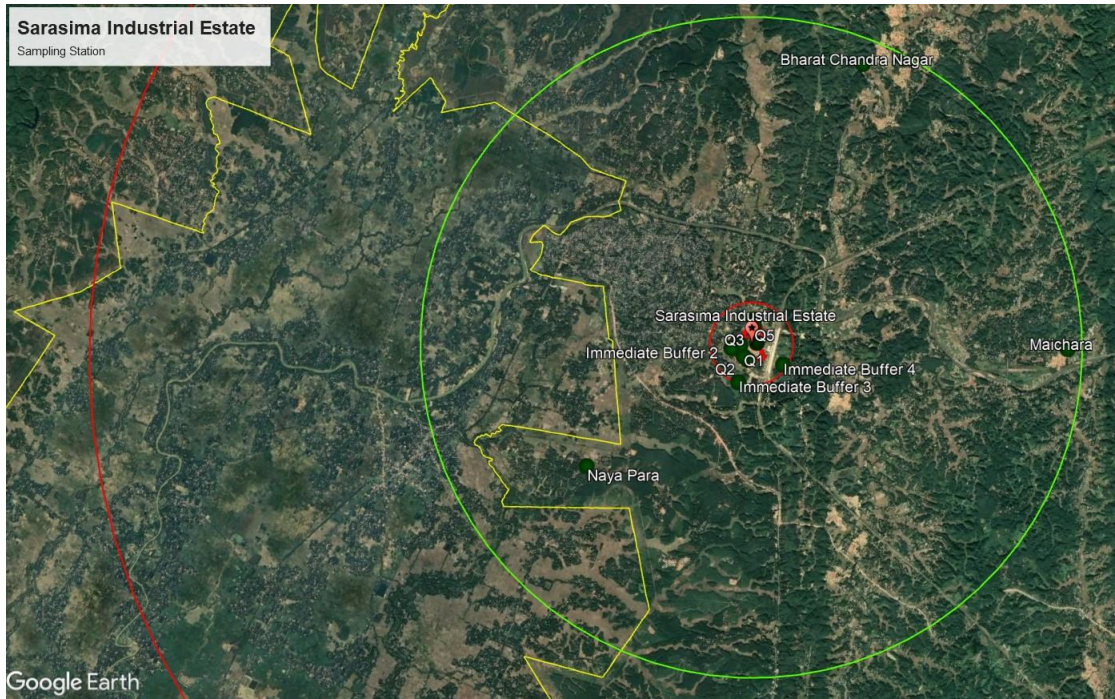 Sarasima Industrial Estate
Sampling Station
Bharat Chandra Nagar
Sarasima Industrial Estate
Q3
Q5
Immediate Buffer 2
Q1
Maichara
Q2
Immediate Buffer 4
Immediate Buffer 3
Naya Para
Google Earth